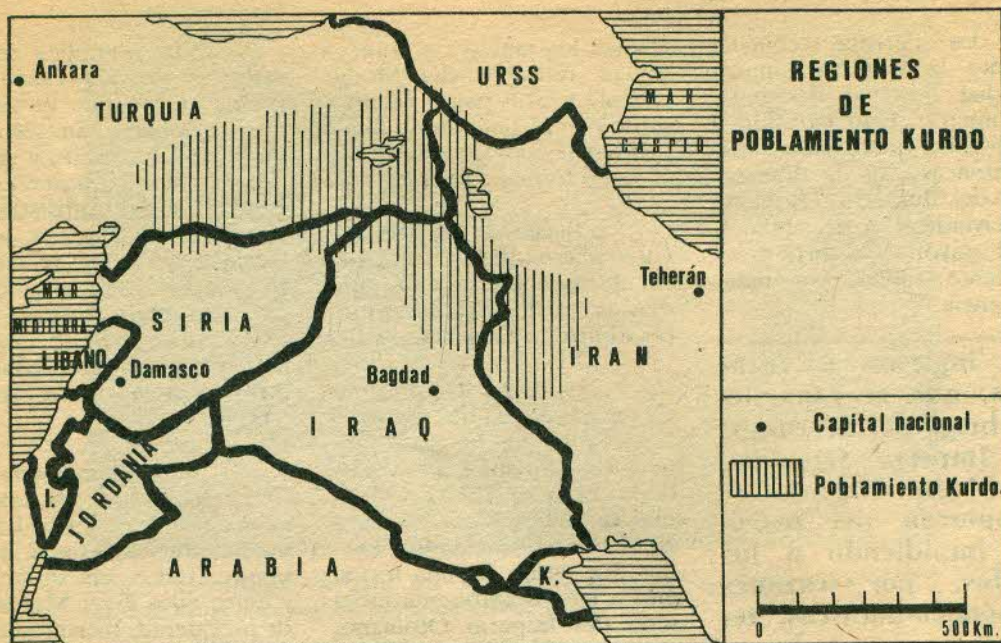 REGIONES
DE
POBLAMIENTO KURDO
Ankara
TURQUIA
URSS
MAR
CASPIO
Teherán
MAR
MEDITERRA.
SIRIA
LIBANO
Damasco
Bagdad
IRAN
IRAQ
I.
JORDANIA
ARABIA
K.
Capital nacional
Poblamiento Kurdo.
0 500Km.